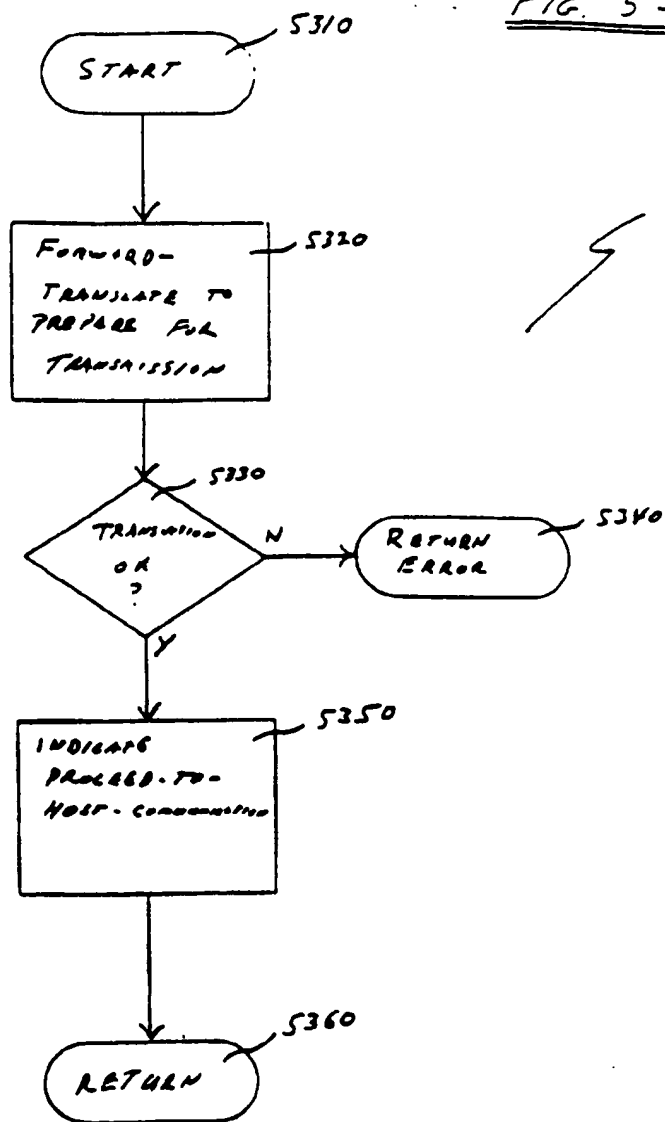 FIG. 5
5310
START
5320
FORWARD-
TRANSLATE TO
PREPARE FOR
TRANSMISSION
5330
TRANSLATION
OK
?
N
Y
5340
RETURN
ERROR
5350
INDICATE
PROCEED-TO-
HOST-COMMUNICATION
5360
RETURN